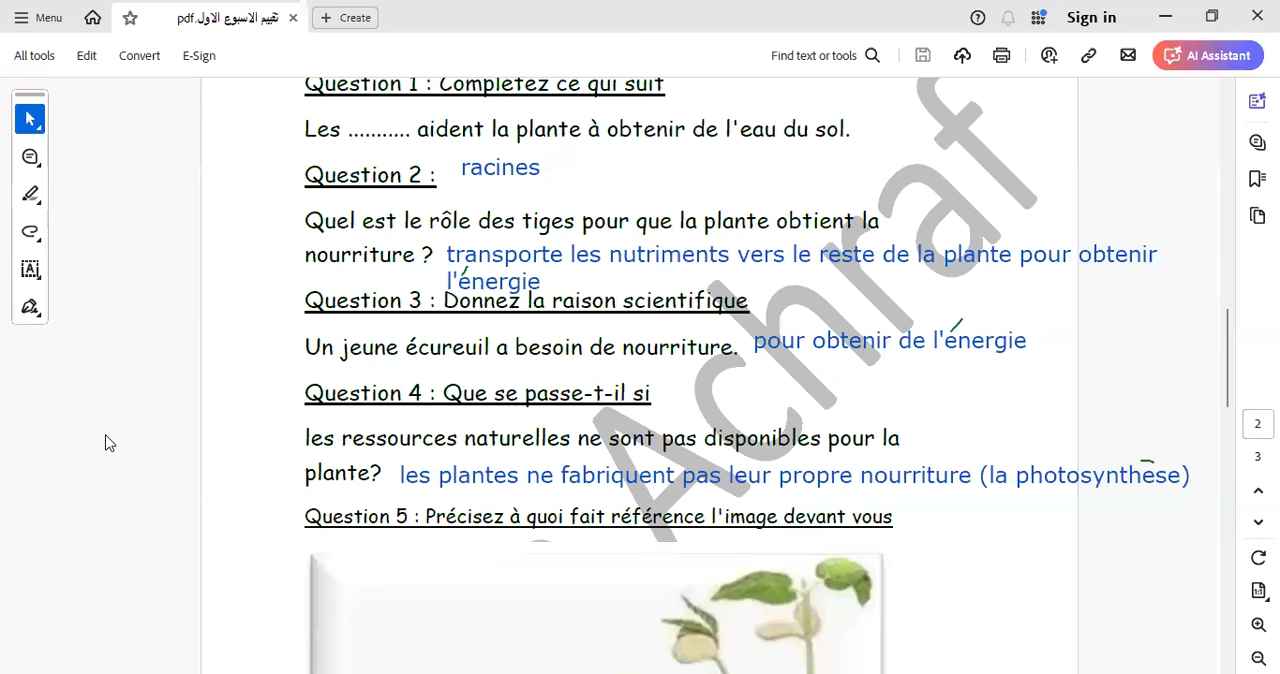 Menu
تقييم الاسبوع الاول.pdf
Create
Sign in
All tools Edit Convert E-Sign
Find text or tools
AI Assistant
Question 1 : Complétez ce qui suit
Les ........... aident la plante à obtenir de l'eau du sol.
Question 2 :
racines
Quel est le rôle des tiges pour que la plante obtient la
nourriture ? transporte les nutriments vers le reste de la plante pour obtenir
l'énergie
Question 3 : Donnez la raison scientifique
Un jeune écureuil a besoin de nourriture. pour obtenir de l'énergie
Question 4 : Que se passe-t-il si
les ressources naturelles ne sont pas disponibles pour la
plante? les plantes ne fabriquent pas leur propre nourriture (la photosynthèse)
Question 5 : Précisez à quoi fait référence l'image devant vous
Achraf
2
3